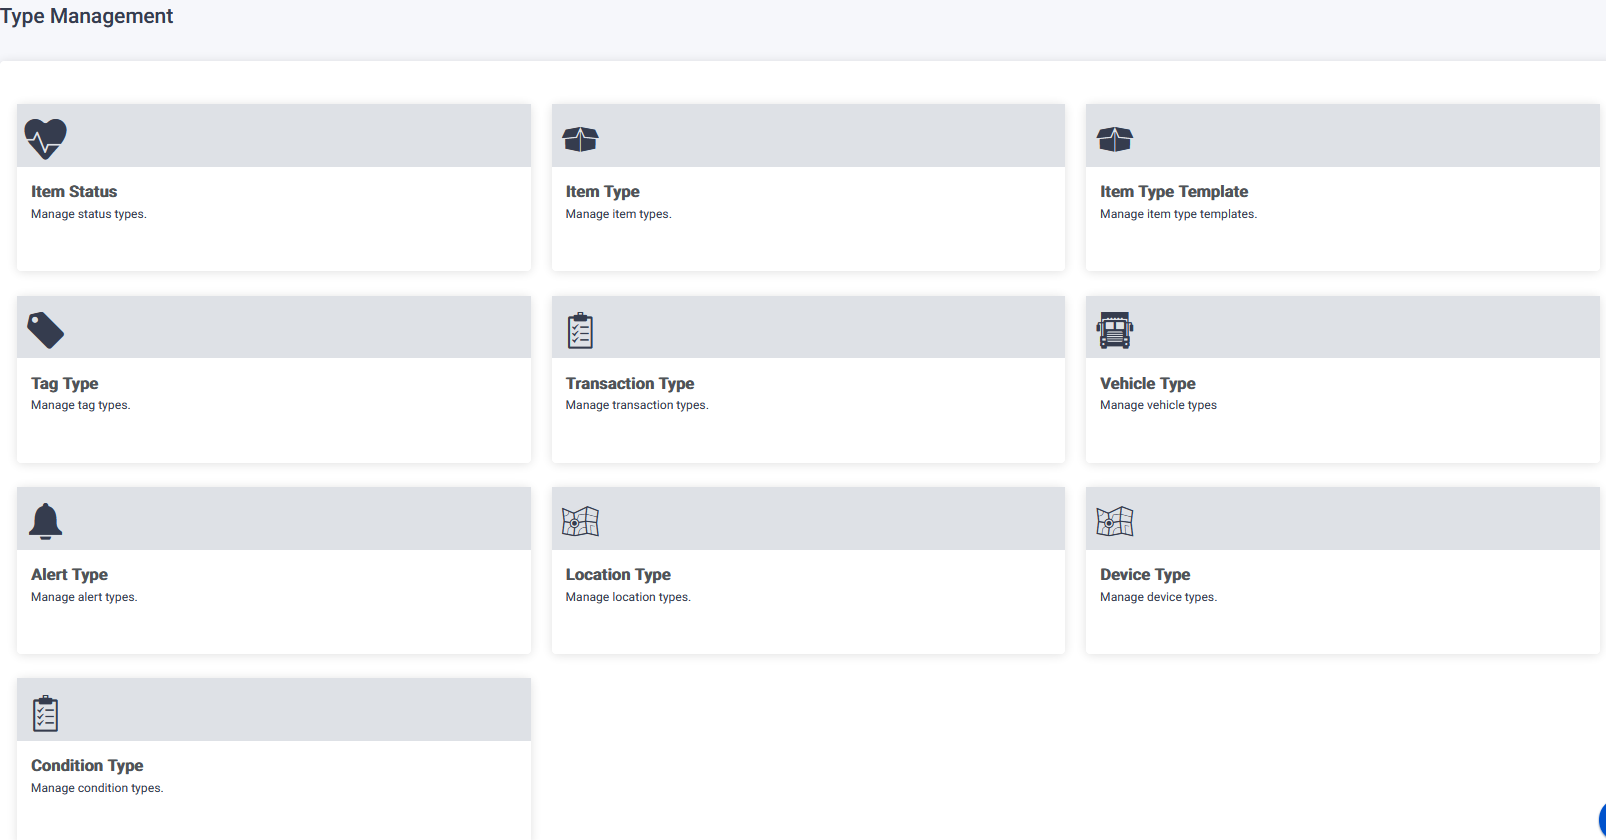 Type Management
Item Status
Manage status types.
Item Type
Manage item types.
Item Type Template
Manage item type templates.
Tag Type
Manage tag types.
Transaction Type
Manage transaction types.
Vehicle Type
Manage vehicle types
Alert Type
Manage alert types.
Location Type
Manage location types.
Device Type
Manage device types.
Condition Type
Manage condition types.